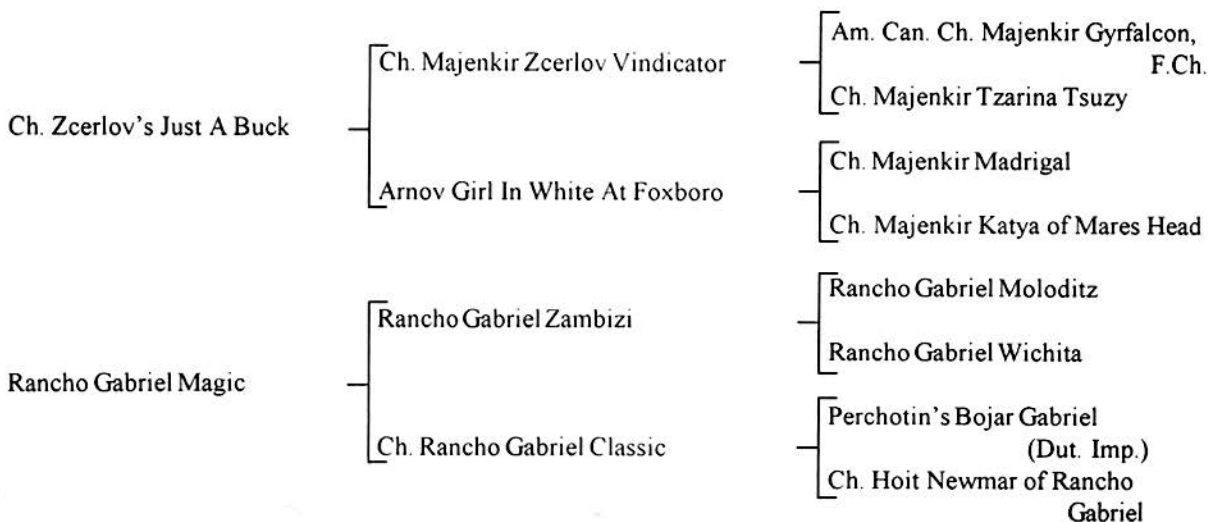 Am. Can. Ch. Majenkir Gyrfalcon,
F.Ch.
Ch. Majenkir Zcerlov Vindicator
Ch. Majenkir Tzarina Tsuzy
Ch. Zcerlov's Just A Buck
Ch. Majenkir Madrigal
Arnov Girl In White At Foxboro
Ch. Majenkir Katya of Mares Head
Rancho Gabriel Moloditz
Rancho Gabriel Zambizi
Rancho Gabriel Wichita
Rancho Gabriel Magic
Perchotin's Bojar Gabriel
(Dut. Imp.)
Ch. Rancho Gabriel Classic
Ch. Hoit Newmar of Rancho
Gabriel